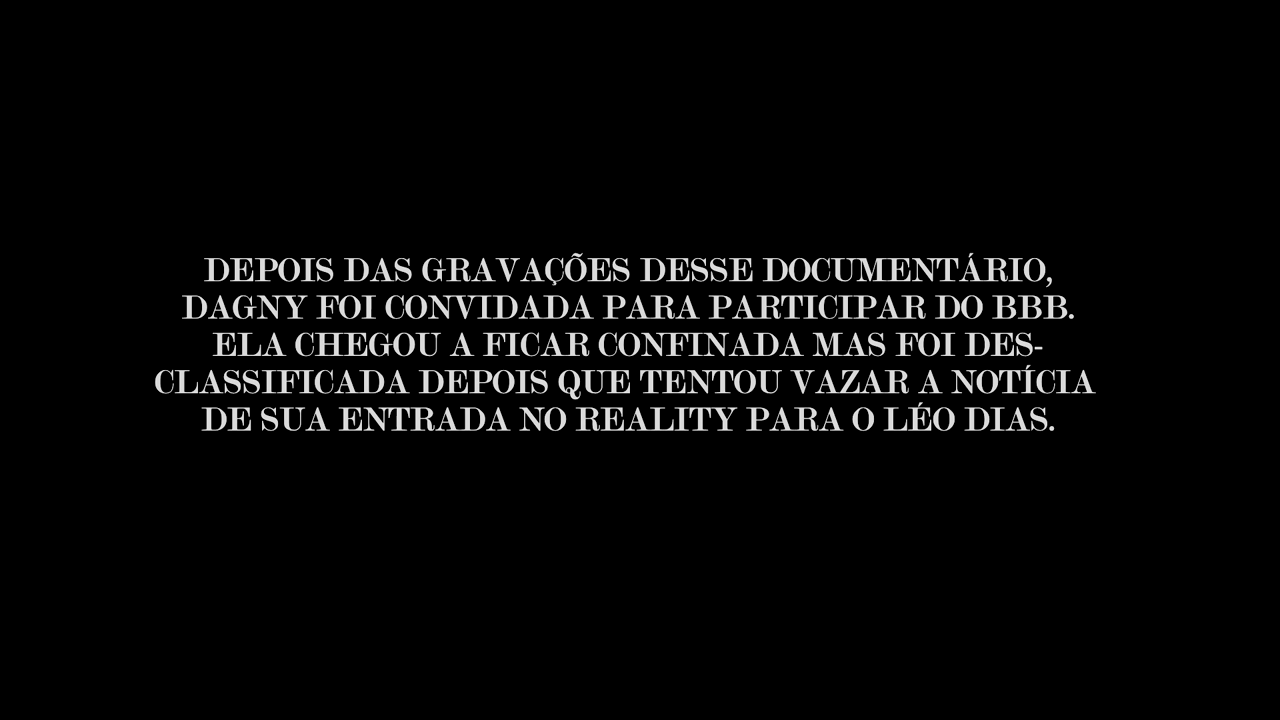 DEPOIS DAS GRAVAÇÕES DESSE DOCUMENTÁRIO,
DAGNY FOI CONVIDADA PARA PARTICIPAR DO BBB.
ELA CHEGOU A FICAR CONFINADA MAS FOI DES-
CLASSIFICADA DEPOIS QUE TENTOU VAZAR A NOTÍCIA
DE SUA ENTRADA NO REALITY PARA O LÉO DIAS.